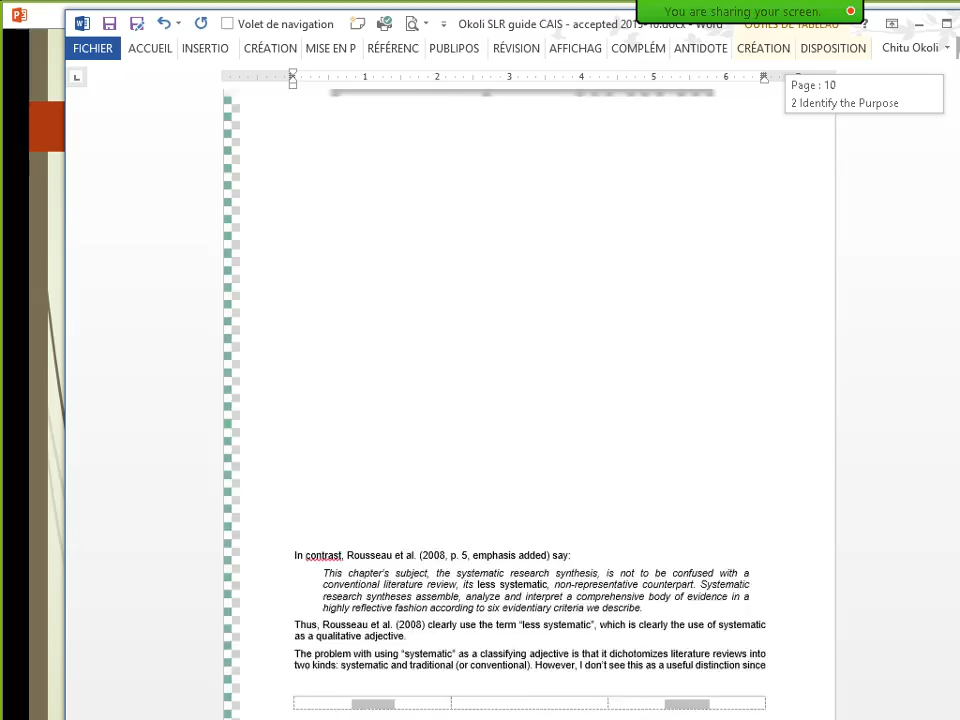 You are sharing your screen.
Volet de navigation
Okoli SLR guide CAIS - accepted
Word
FICHIER ACCUEIL INSERTIO CRÉATION MISE EN P RÉFÉRENC PUBLIPOS RÉVISION AFFICHAG COMPLÉM ANTIDOTE CRÉATION DISPOSITION Chitu Okoli
1 2 3 4 5 6
Page : 10
2 Identify the Purpose
In contrast, Rousseau et al. (2008, p. 5, emphasis added) say:
This chapter's subject, the systematic research synthesis, is not to be confused with a
conventional literature review, its less systematic, non-representative counterpart. Systematic
research syntheses assemble, analyze and interpret a comprehensive body of evidence in a
highly reflective fashion according to six evidentiary criteria we describe.
Thus, Rousseau et al. (2008) clearly use the term “less systematic”, which is clearly the use of systematic
as a qualitative adjective.
The problem with using “systematic” as a classifying adjective is that it dichotomizes literature reviews into
two kinds: systematic and traditional (or conventional). However, I don't see this as a useful distinction since